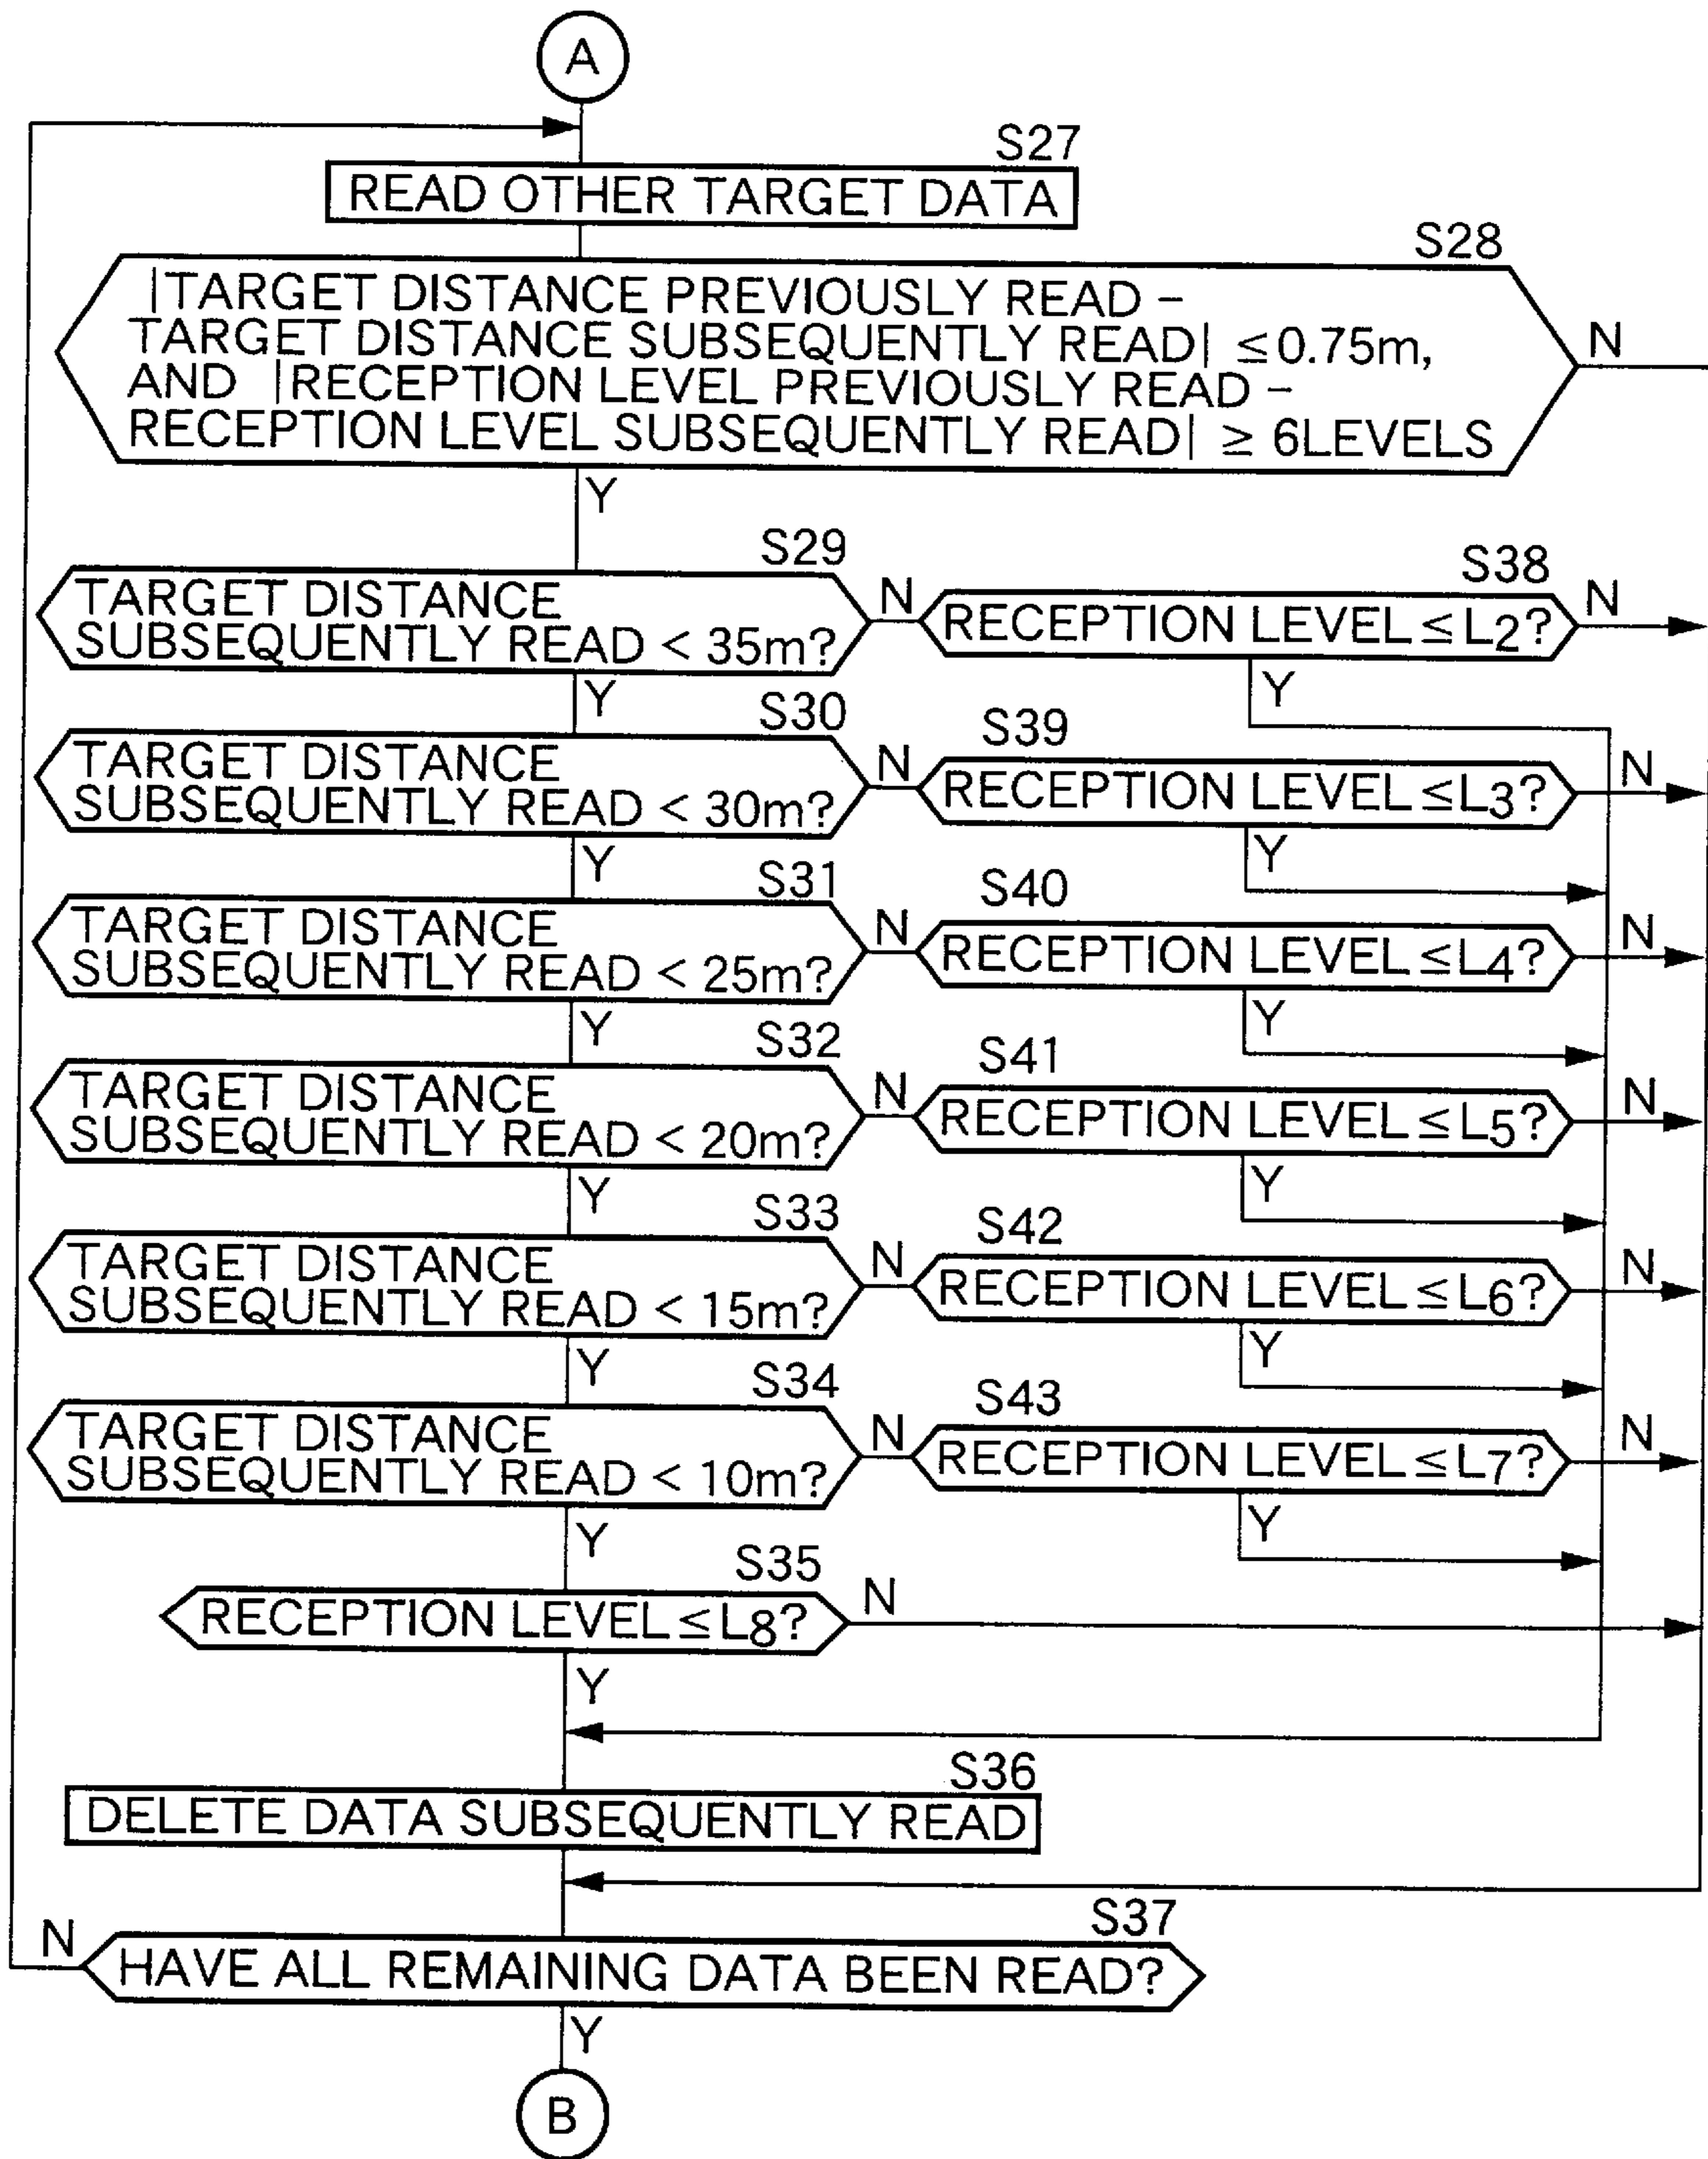 A
S27
READ OTHER TARGET DATA
S28
|TARGET DISTANCE PREVIOUSLY READ –
TARGET DISTANCE SUBSEQUENTLY READ| ≤0.75m,
AND |RECEPTION LEVEL PREVIOUSLY READ –
RECEPTION LEVEL SUBSEQUENTLY READ| ≥ 6LEVELS
N
Y
S29
TARGET DISTANCE
SUBSEQUENTLY READ < 35m?
N
S38
RECEPTION LEVEL ≤ L2?
N
Y
Y
S30
TARGET DISTANCE
SUBSEQUENTLY READ < 30m?
N
S39
RECEPTION LEVEL ≤L3?
N
Y
Y
S31
TARGET DISTANCE
SUBSEQUENTLY READ < 25m?
N
S40
RECEPTION LEVEL ≤L4?
N
Y
Y
S32
TARGET DISTANCE
SUBSEQUENTLY READ < 20m?
N
S41
RECEPTION LEVEL ≤ L5?
N
Y
Y
S33
TARGET DISTANCE
SUBSEQUENTLY READ < 15m?
N
S42
RECEPTION LEVEL ≤ L6?
N
Y
Y
S34
TARGET DISTANCE
SUBSEQUENTLY READ < 10m?
N
S43
RECEPTION LEVEL ≤ L7?
N
Y
Y
S35
RECEPTION LEVEL ≤ L8?
N
Y
S36
DELETE DATA SUBSEQUENTLY READ
S37
N
HAVE ALL REMAINING DATA BEEN READ?
Y
B